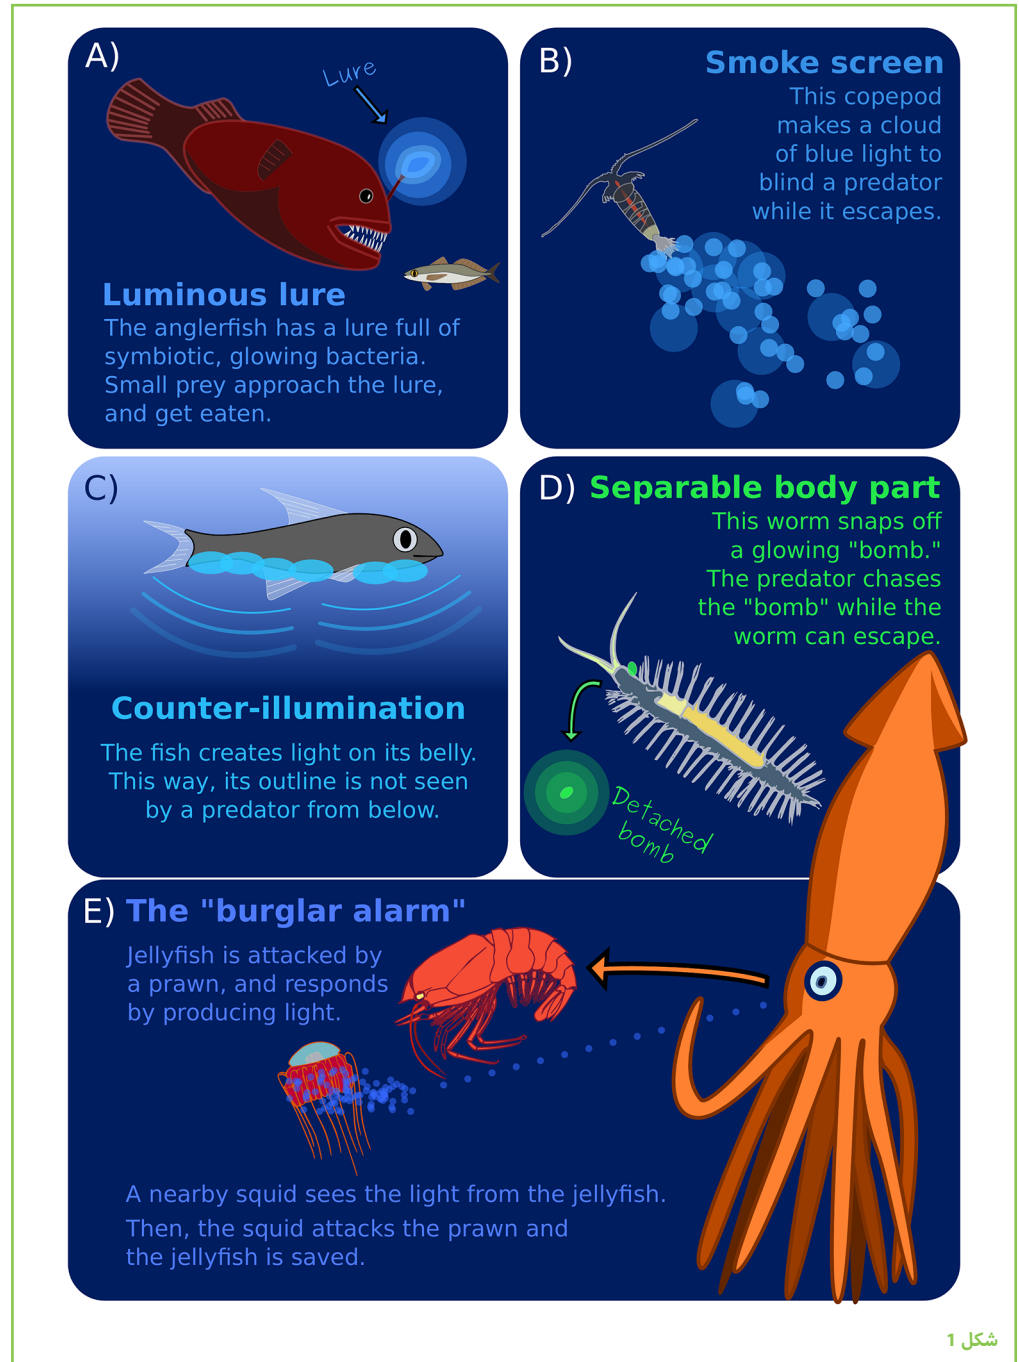 A)
Lure
Luminous lure
The anglerfish has a lure full of
symbiotic, glowing bacteria.
Small prey approach the lure,
and get eaten.
B)
Smoke screen
This copepod
makes a cloud
of blue light to
blind a predator
while it escapes.
C)
Counter-illumination
The fish creates light on its belly.
This way, its outline is not seen
by a predator from below.
D) Separable body part
This worm snaps off
a glowing "bomb."
The predator chases
the "bomb" while the
worm can escape.
Detached
bomb
E) The "burglar alarm"
Jellyfish is attacked by
a prawn, and responds
by producing light.
A nearby squid sees the light from the jellyfish.
Then, the squid attacks the prawn and
the jellyfish is saved.
شكل 1